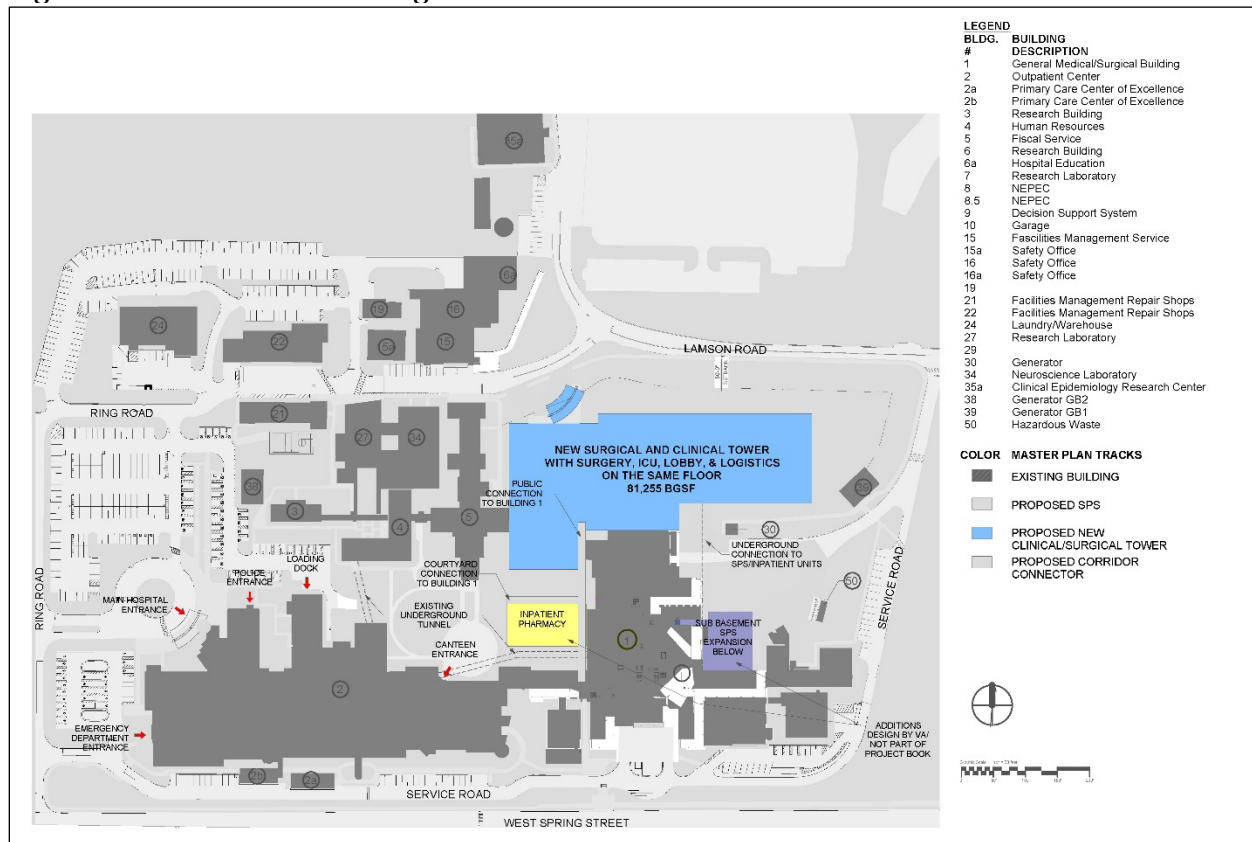 LEGEND
BLDG. BUILDING
# DESCRIPTION
1 General Medical/Surgical Building
2 Outpatient Center
2a Primary Care Center of Excellence
2b Primary Care Center of Excellence
3 Research Building
4 Human Resources
5 Fiscal Service
6 Research Building
6a Hospital Education
7 Research Laboratory
8 NEPEC
8.5 NEPEC
9 Decision Support System
10 Garage
15 Fascilities Management Service
15a Safety Office
16 Safety Office
16a Safety Office
19
21 Facilities Management Repair Shops
22 Facilities Management Repair Shops
24 Laundry/Warehouse
27 Research Laboratory
29
30 Generator
34 Neuroscience Laboratory
35a Clinical Epidemiology Research Center
38 Generator GB2
39 Generator GB1
50 Hazardous Waste
COLOR MASTER PLAN TRACKS
EXISTING BUILDING
PROPOSED SPS
PROPOSED NEW
CLINICAL/SURGICAL TOWER
PROPOSED CORRIDOR
CONNECTOR
35a
6a
24
19
16
22
5a
15
LAMSON ROAD
RING ROAD
21
27
34
NEW SURGICAL AND CLINICAL TOWER
WITH SURGERY, ICU, LOBBY, & LOGISTICS
ON THE SAME FLOOR
81,255 BGSF
PUBLIC
CONNECTION
TO BUILDING 1
38
39
3
4
5
30
UNDERGROUND
CONNECTION TO
SPS/INPATIENT UNITS
LOADING
DOCK
POLICE
ENTRANCE
COURTYARD
CONNECTION
TO BUILDING 1
50
MAIN HOSPITAL
ENTRANCE
RING ROAD
SERVICE ROAD
EXISTING
UNDERGROUND
TUNNEL
INPATIENT
PHARMACY
SUB BASEMENT
SPS
EXPANSION
BELOW
CANTEEN
ENTRANCE
1
2
EMERGENCY
DEPARTMENT
ENTRANCE
ADDITIONS
DESIGN BY VA/
NOT PART OF
PROJECT BOOK
2b
2a
SERVICE ROAD
WEST SPRING STREET